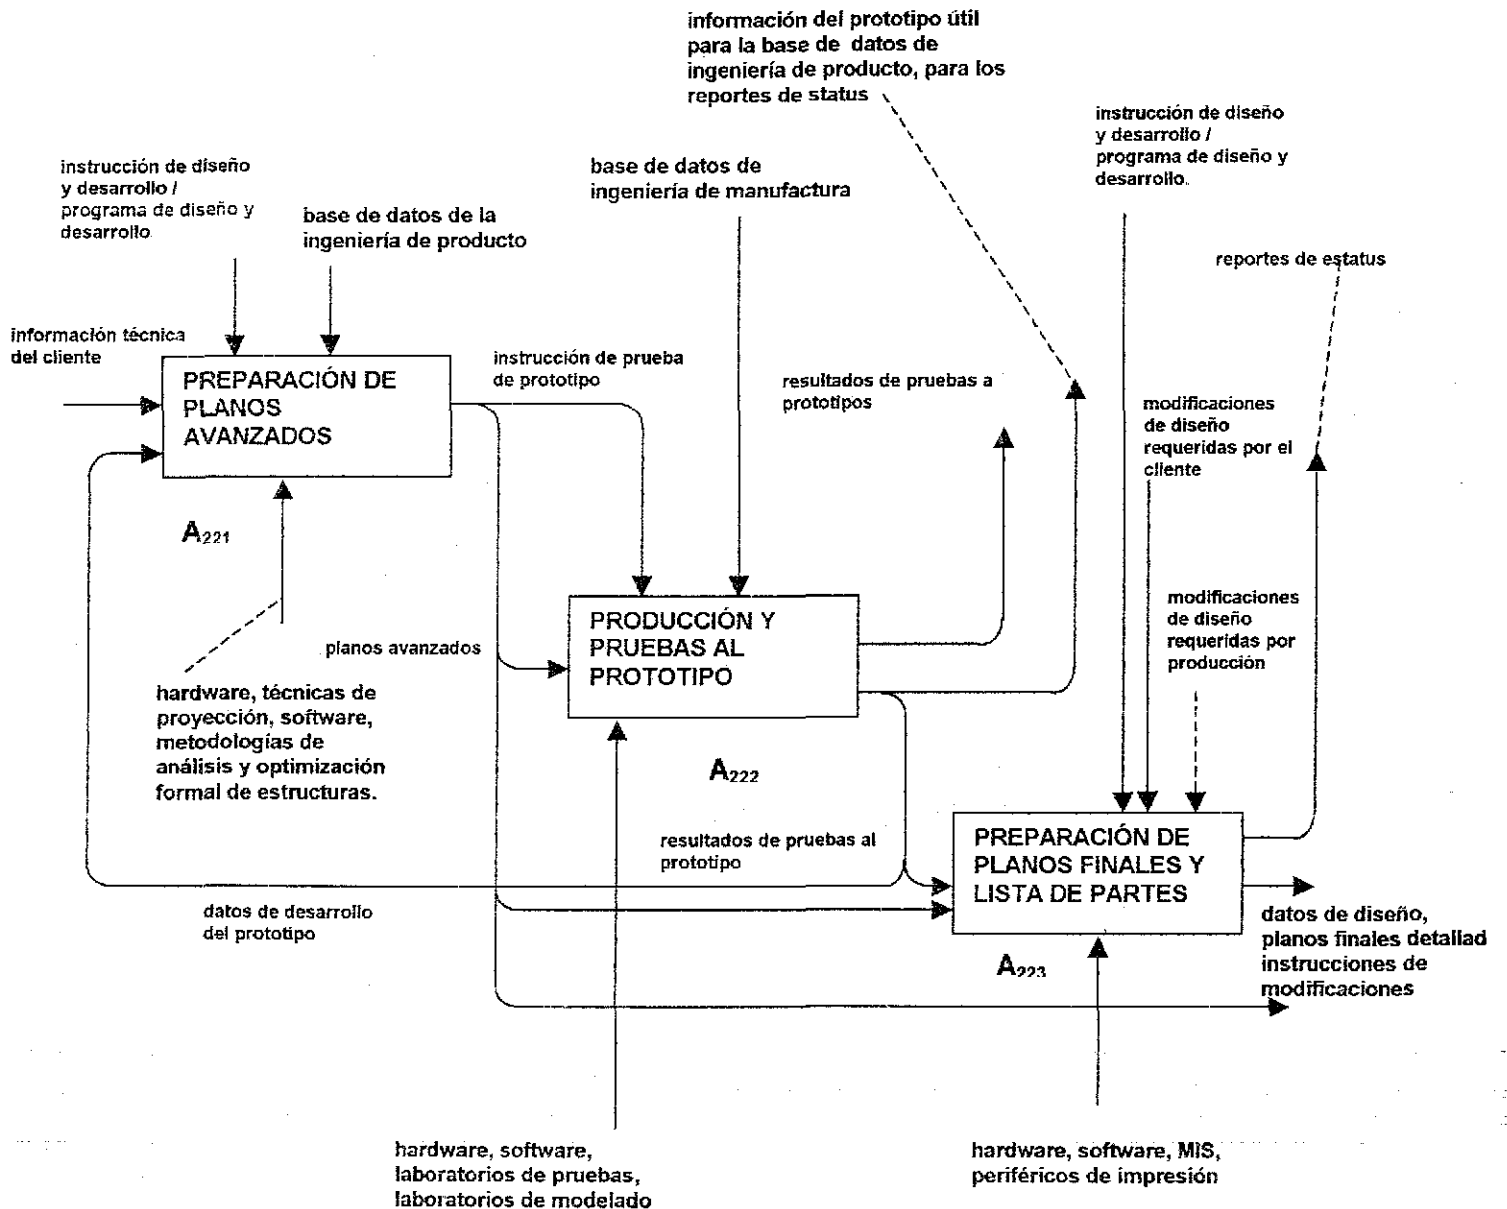 información del prototipo útil
para la base de datos de
ingeniería de producto, para los
reportes de status
instrucción de diseño
y desarrollo /
programa de diseño y
desarrollo.
instrucción de diseño
y desarrollo /
programa de diseño y
desarrollo
base de datos de la
ingeniería de producto
base de datos de
ingeniería de manufactura
reportes de estatus
información técnica
del cliente
PREPARACIÓN DE
PLANOS
AVANZADOS
A221
instrucción de prueba
de prototipo
resultados de pruebas a
prototipos
modificaciones
de diseño
requeridas por el
cliente
modificaciones
de diseño
requeridas por
producción
planos avanzados
PRODUCCIÓN Y
PRUEBAS AL
PROTOTIPO
A222
hardware, técnicas de
proyección, software,
metodologías de
análisis y optimización
formal de estructuras.
resultados de pruebas al
prototipo
datos de desarrollo
del prototipo
PREPARACIÓN DE
PLANOS FINALES Y
LISTA DE PARTES
A223
datos de diseño,
planos finales detallad
instrucciones de
modificaciones
hardware, software,
laboratorios de pruebas,
laboratorios de modelado
hardware, software, MIS,
periféricos de impresión